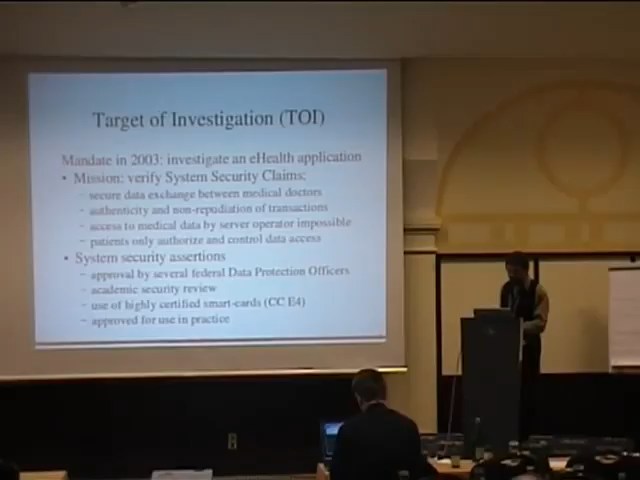 Target of Investigation (TOI)
Mandate in 2003: investigate an eHealth application
• Mission: verify System Security Claims:
– secure data exchange between medical doctors
– authenticity and non-repudiation of transactions
– access to medical data by server operator impossible
– patients only authorize and control data access
• System security assertions
– approval by several federal Data Protection Officers
– academic security review
– use of highly certified smart-cards (CC E4)
– approved for use in practice